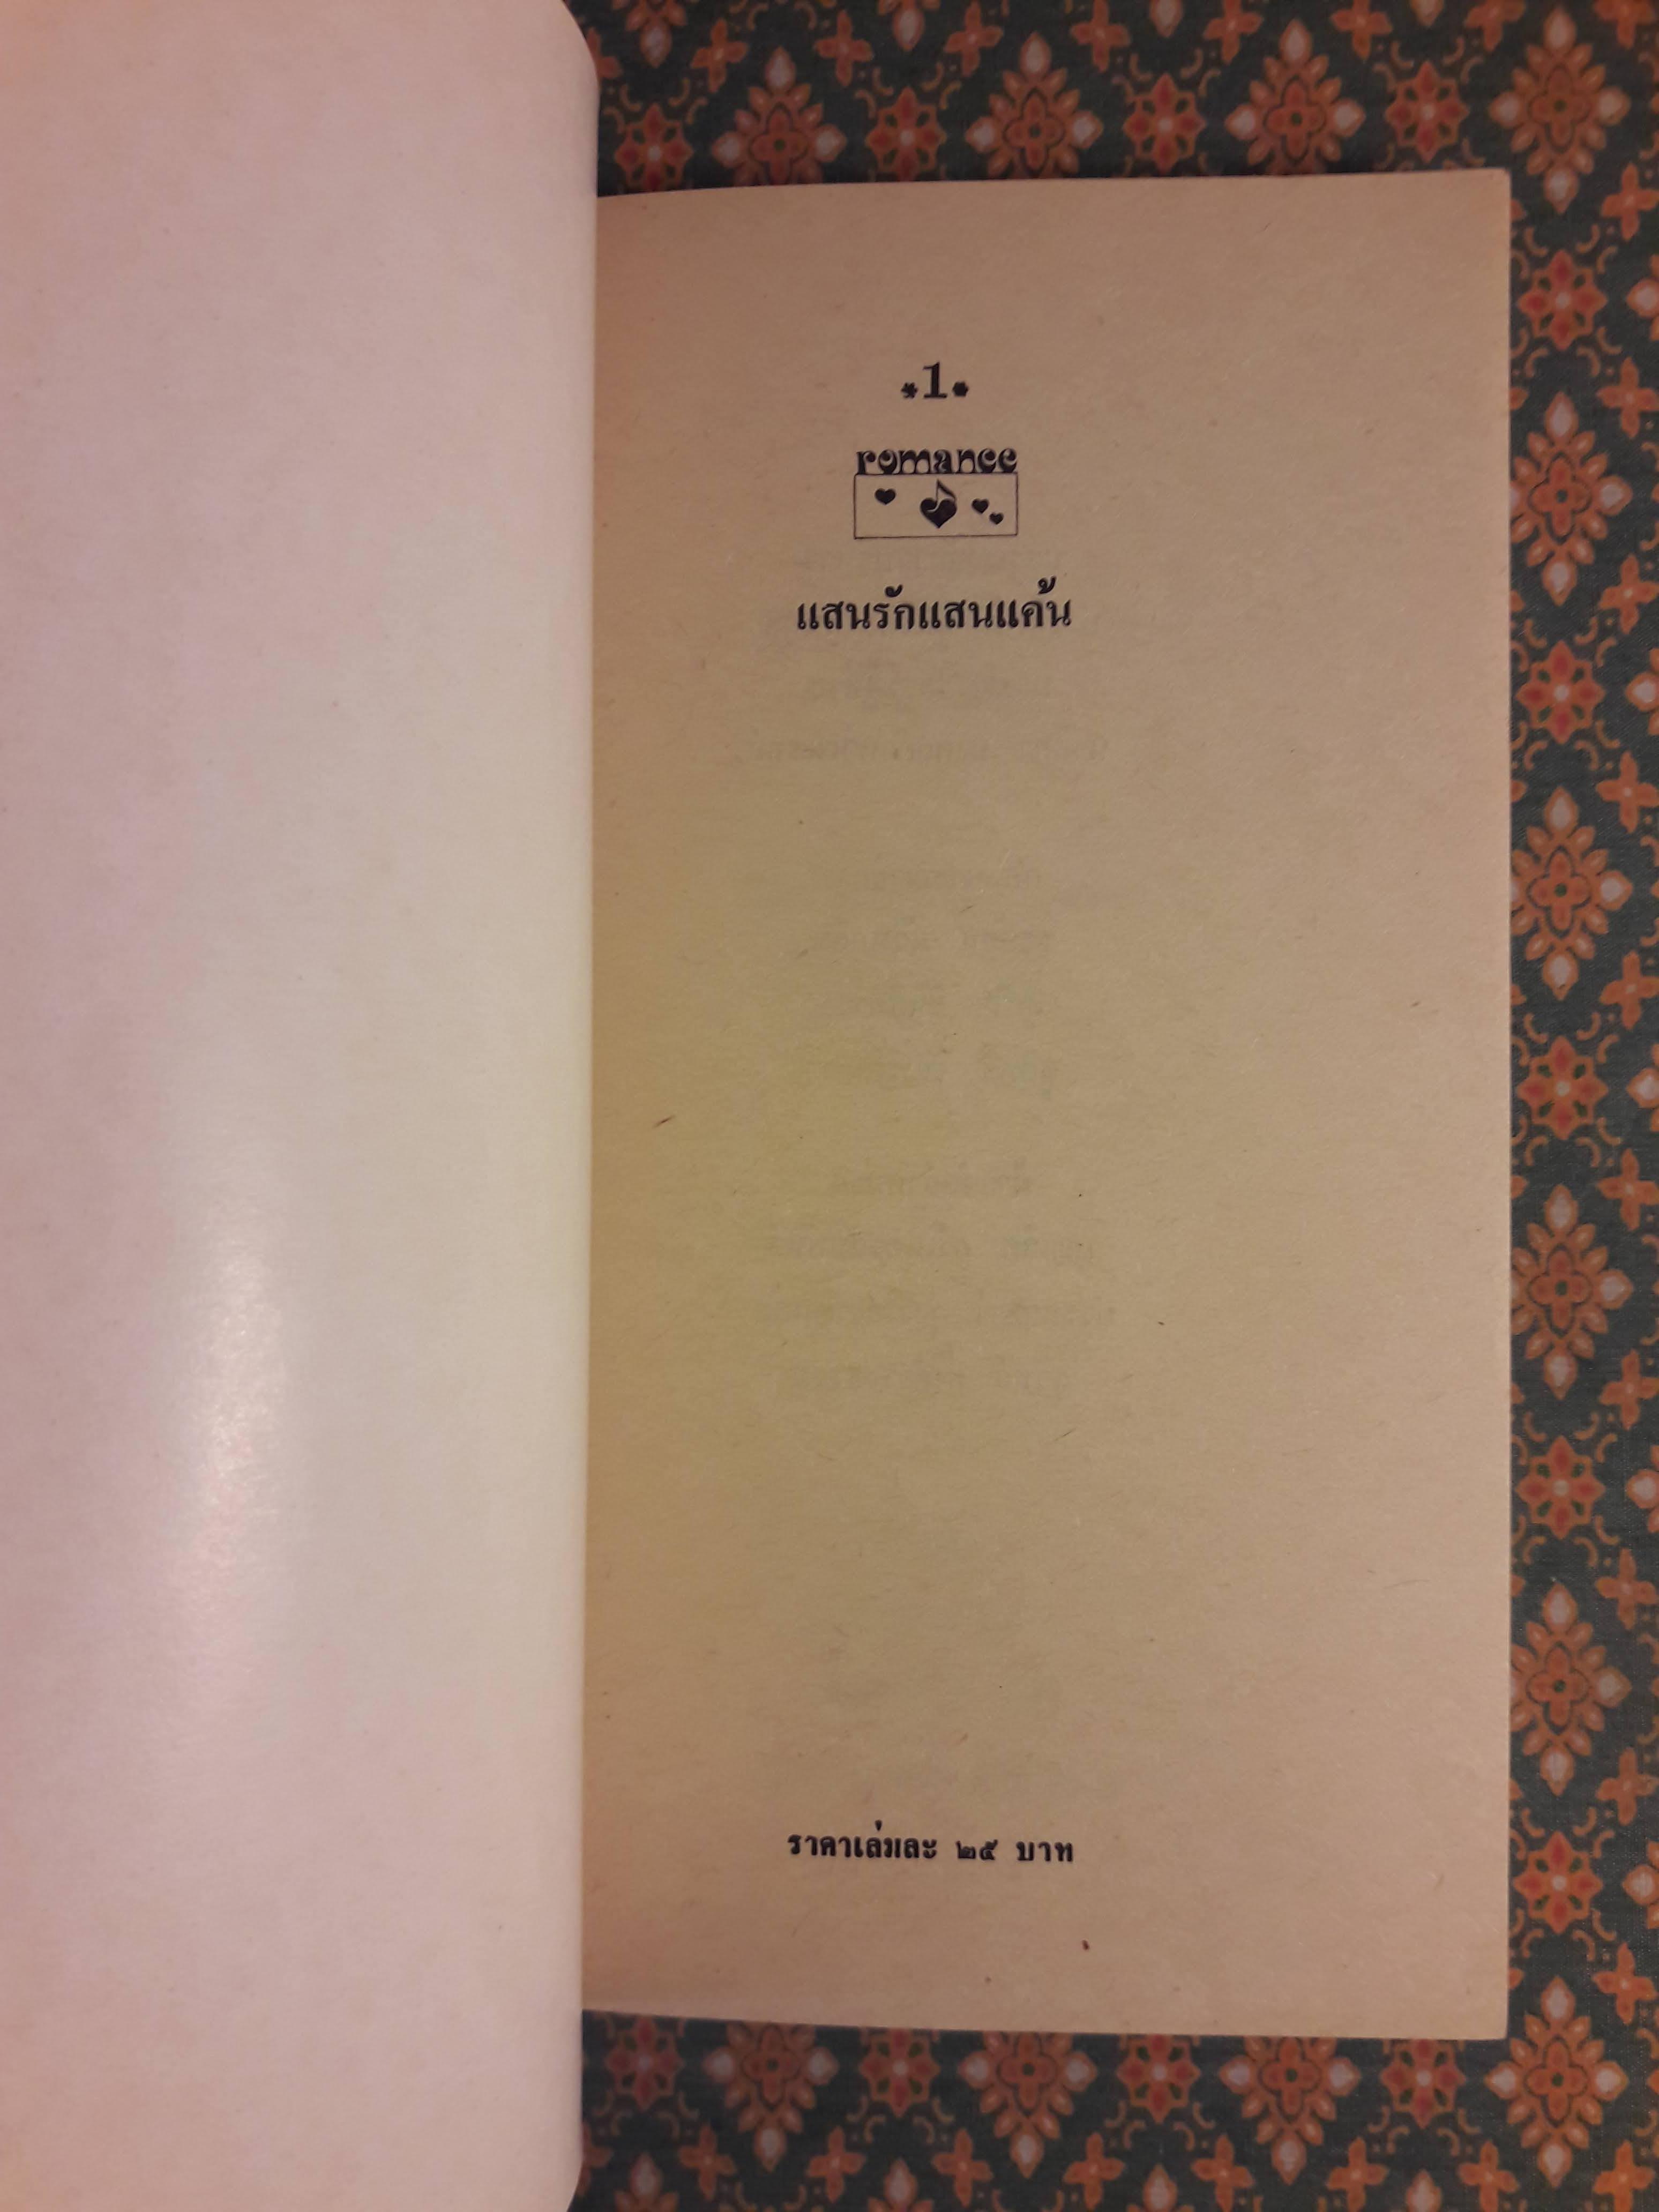 *1*
romance
แสนรักแสนแค้น
ราคาเล่มละ ๒๕ บาท